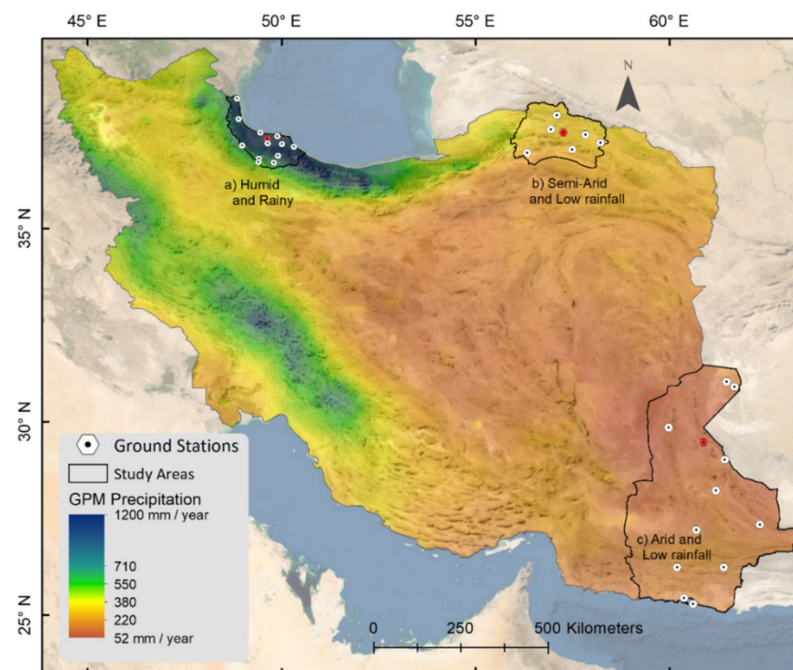 45° E 50° E 55° E 60° E
N
a) Humid
and Rainy
b) Semi-Arid
and Low rainfall
35° N
30° N
25° N
c) Arid and
Low rainfall
Ground Stations
Study Areas
GPM Precipitation
1200 mm / year
710
550
380
220
52 mm / year
0 250 500 Kilometers